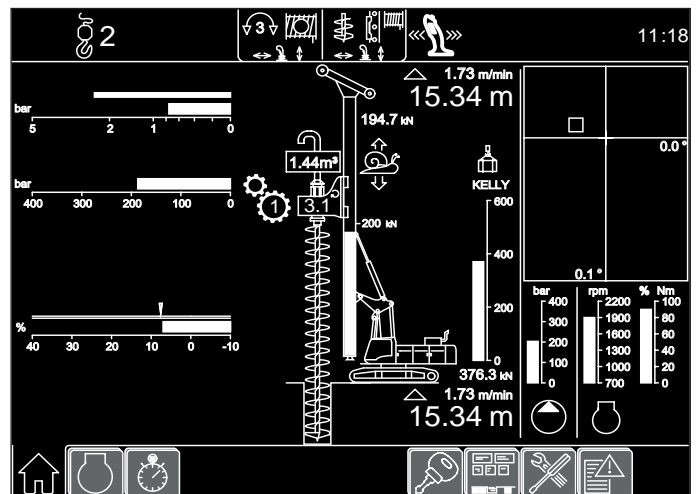 2
3
11:18
1.73 m/min
15.34 m
bar
5 2 1 0
194.7 kN
0.0°
1.44m³
KELLY
bar
400 300 200 100 0
1
3.1
600
200 kN
400
0.1°
bar
400
300
200
100
0
rpm
2200
1900
1600
1300
1000
700
% Nm
100
80
60
40
20
0
200
%
40 30 20 10 0 -10
0
376.3 kN
1.73 m/min
15.34 m